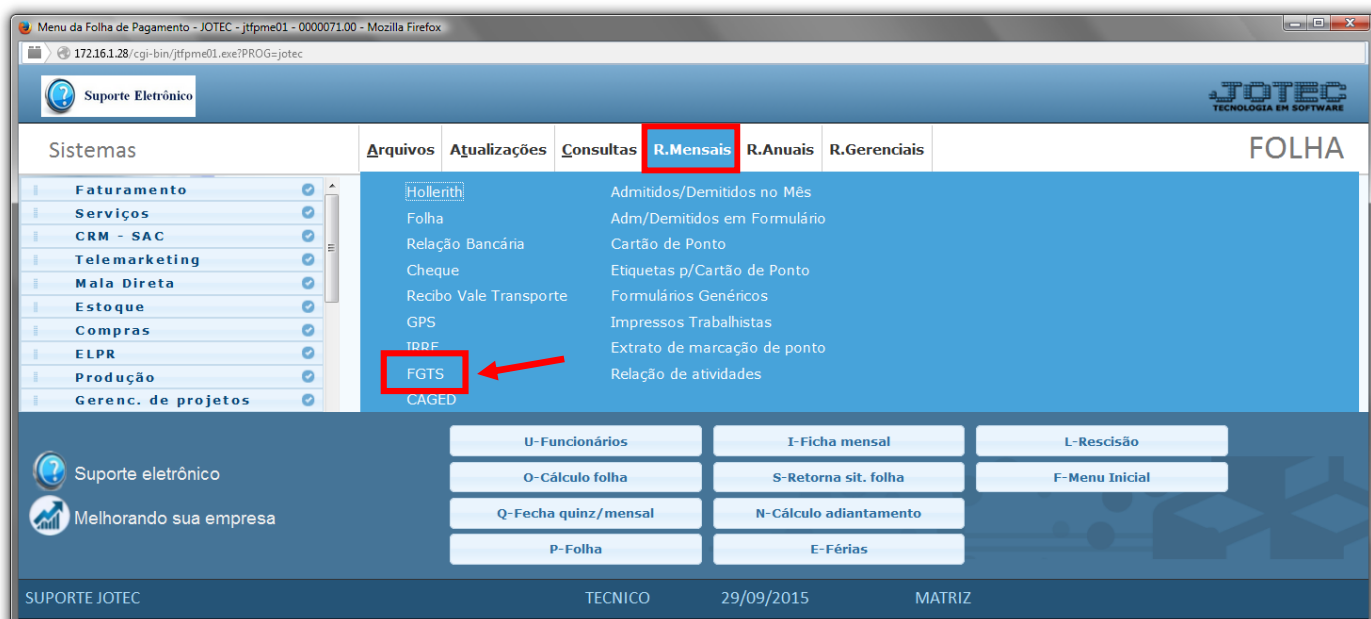 Menu da Folha de Pagamento - JOTEC - jtfpme01 - 0000071.00 - Mozilla Firefox
172.16.1.28/cgi-bin/jtfpme01.exe?PROG=jotec
Suporte Eletrônico
JOTEC
TECNOLOGIA EM SOFTWARE
Sistemas
Arquivos Atualizações Consultas R.Mensais R.Anuais R.Gerenciais
FOLHA
Faturamento
Serviços
CRM - SAC
Telemarketing
Mala Direta
Estoque
Compras
ELPR
Produção
Gerenc. de projetos
Hollerith
Folha
Relação Bancária
Cheque
Recibo Vale Transporte
GPS
IRRF
FGTS
CAGED
Admitidos/Demitidos no Mês
Adm/Demitidos em Formulário
Cartão de Ponto
Etiquetas p/Cartão de Ponto
Formulários Genéricos
Impressos Trabalhistas
Extrato de marcação de ponto
Relação de atividades
Suporte eletrônico
Melhorando sua empresa
U-Funcionários I-Ficha mensal L-Rescisão
O-Cálculo folha S-Retorna sit. folha F-Menu Inicial
Q-Fecha quinz/mensal N-Cálculo adiantamento
P-Folha E-Férias
SUPORTE JOTEC TECNICO 29/09/2015 MATRIZ